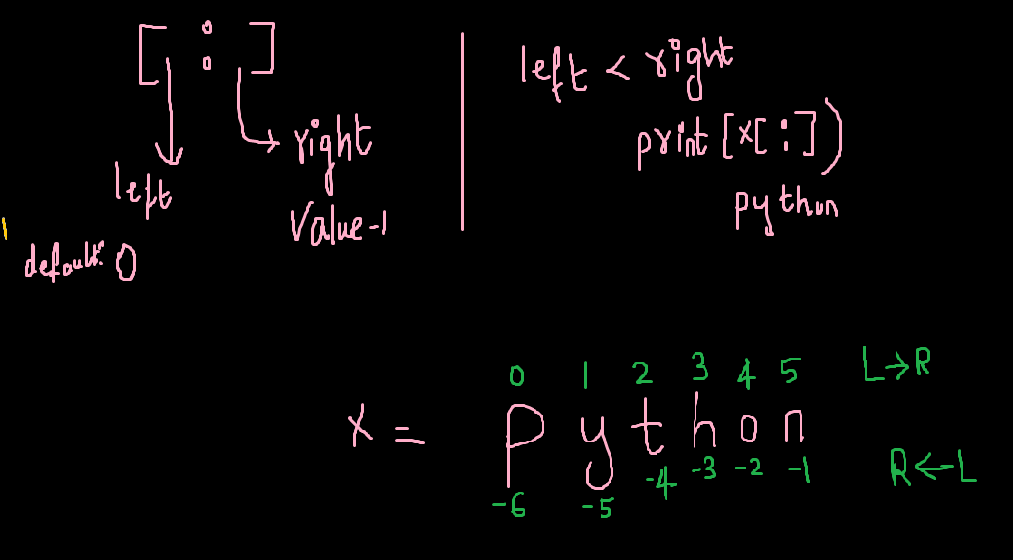 [ : ]
left
default: 0
right
Value-1
left < right
print [x[:])
python
0 1 2 3 4 5 L→R
x = Python
-6 -5 -4 -3 -2 -1 R←L